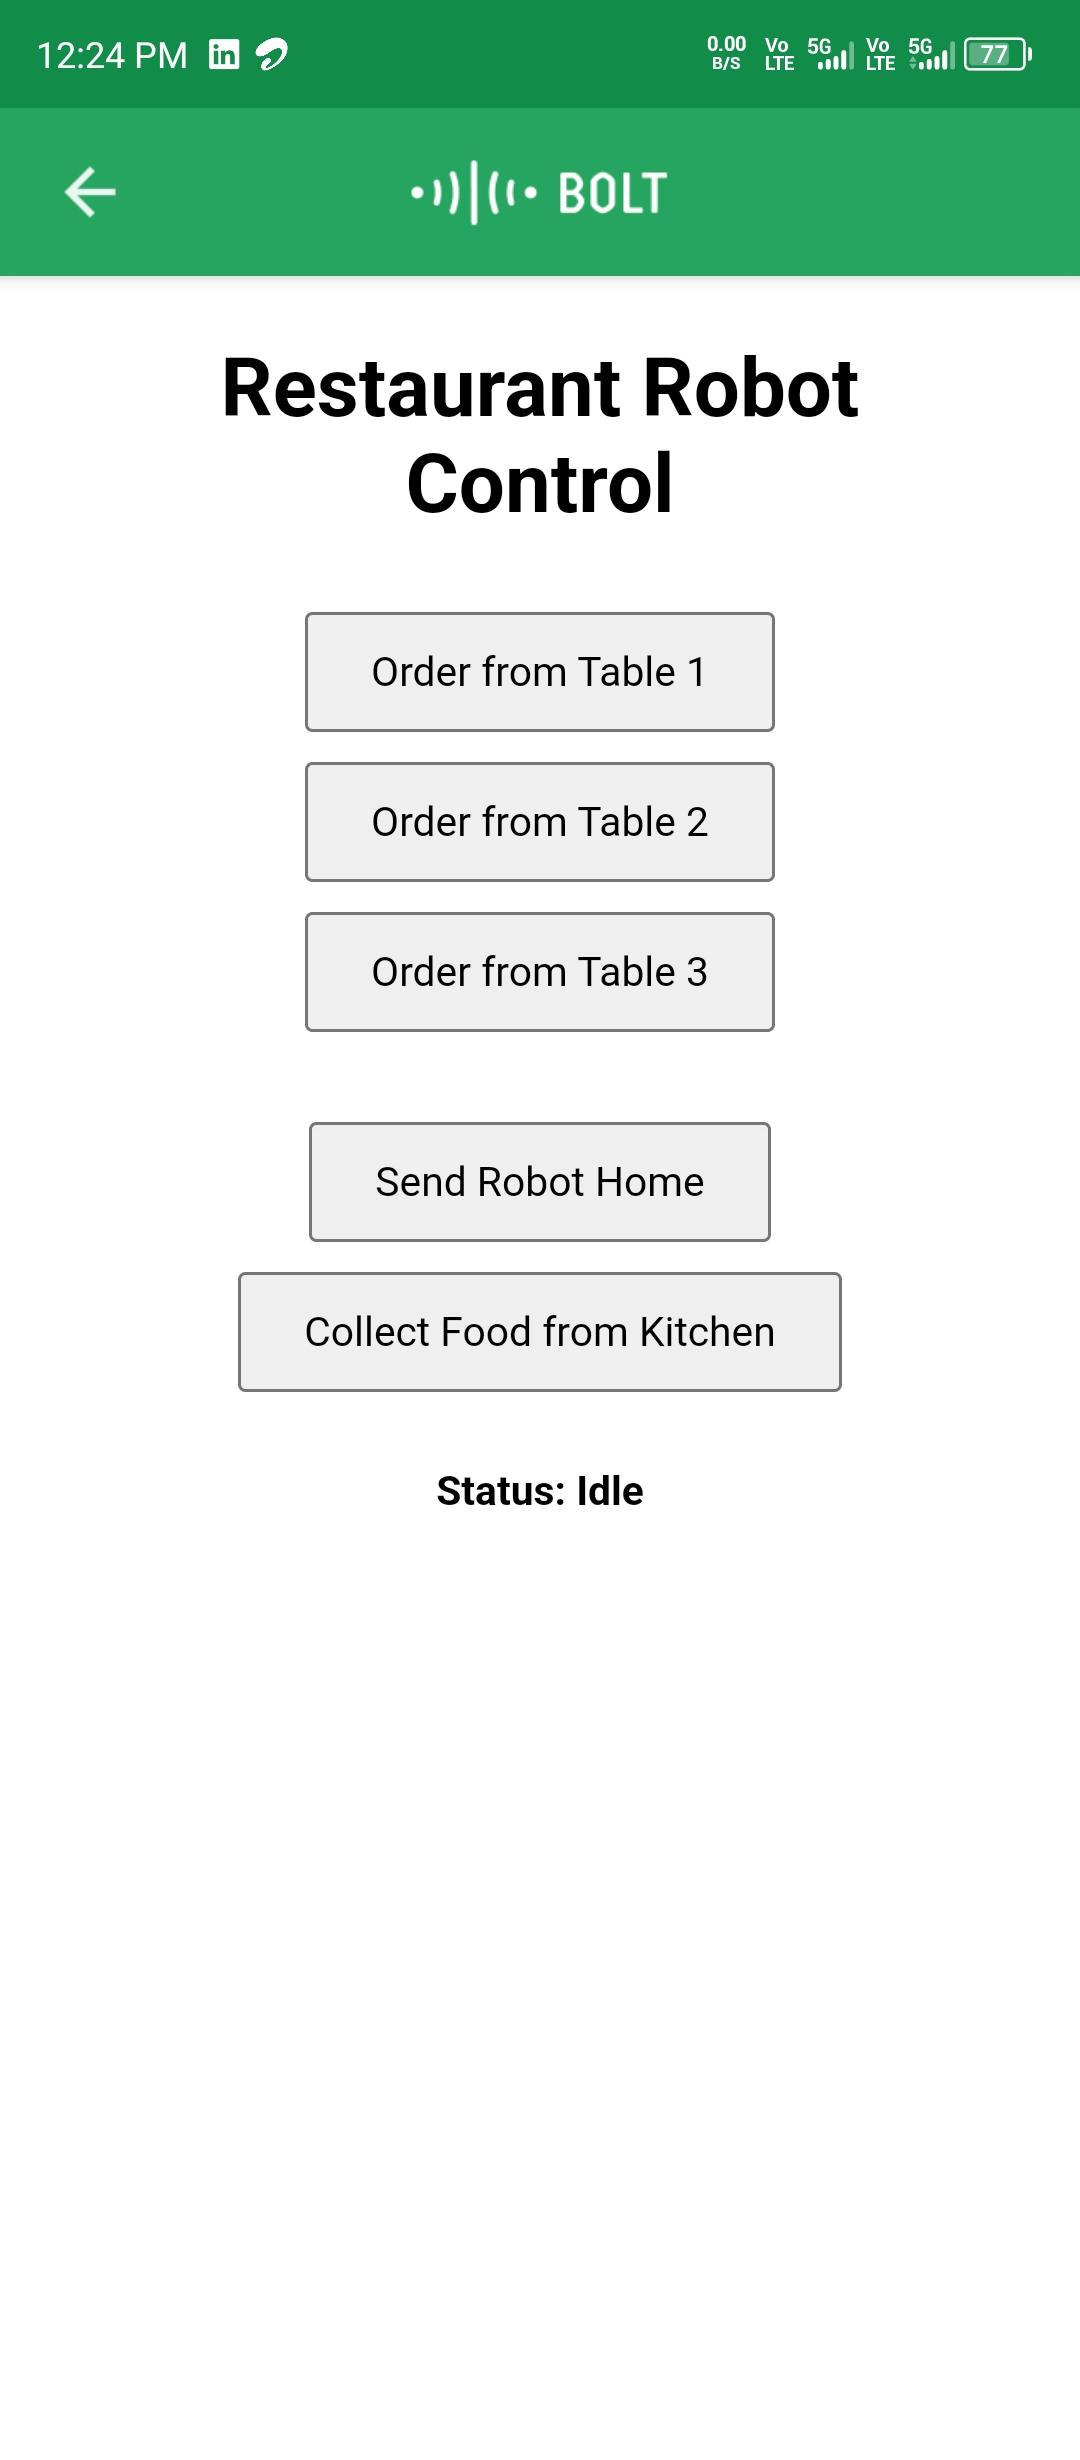 12:24 PM in 0.00 B/S Vo LTE 5G Vo LTE 5G 77
BOLT
Restaurant Robot
Control
Order from Table 1
Order from Table 2
Order from Table 3
Send Robot Home
Collect Food from Kitchen
Status: Idle